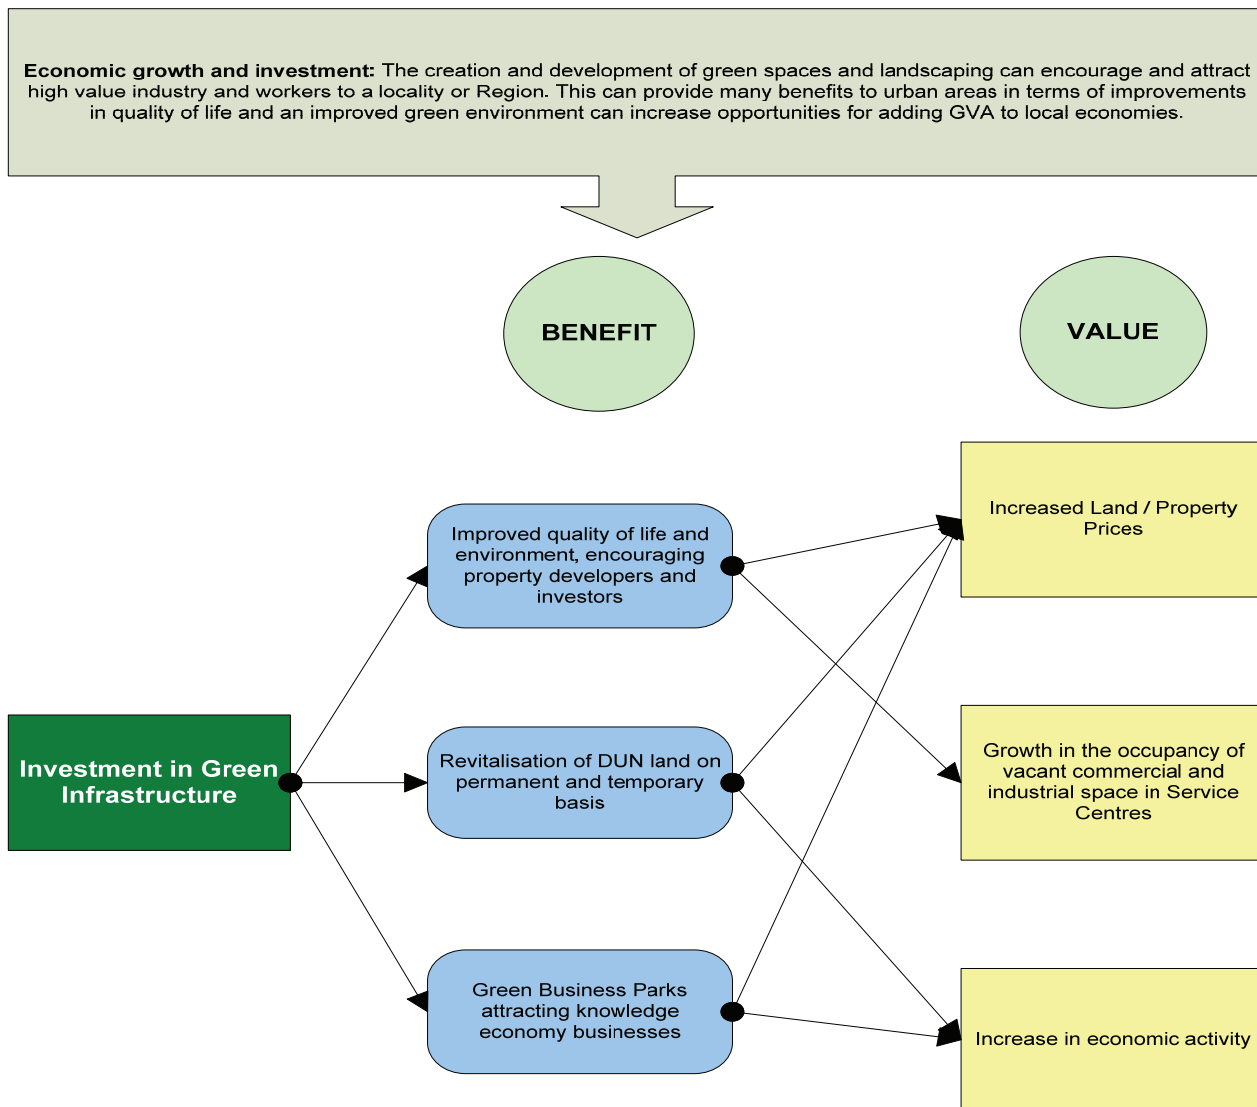 Economic growth and investment: The creation and development of green spaces and landscaping can encourage and attract
high value industry and workers to a locality or Region. This can provide many benefits to urban areas in terms of improvements
in quality of life and an improved green environment can increase opportunities for adding GVA to local economies.
BENEFIT
VALUE
Investment in Green
Infrastructure
Improved quality of life and
environment, encouraging
property developers and
investors
Revitalisation of DUN land on
permanent and temporary
basis
Green Business Parks
attracting knowledge
economy businesses
Increased Land / Property
Prices
Growth in the occupancy of
vacant commercial and
industrial space in Service
Centres
Increase in economic activity